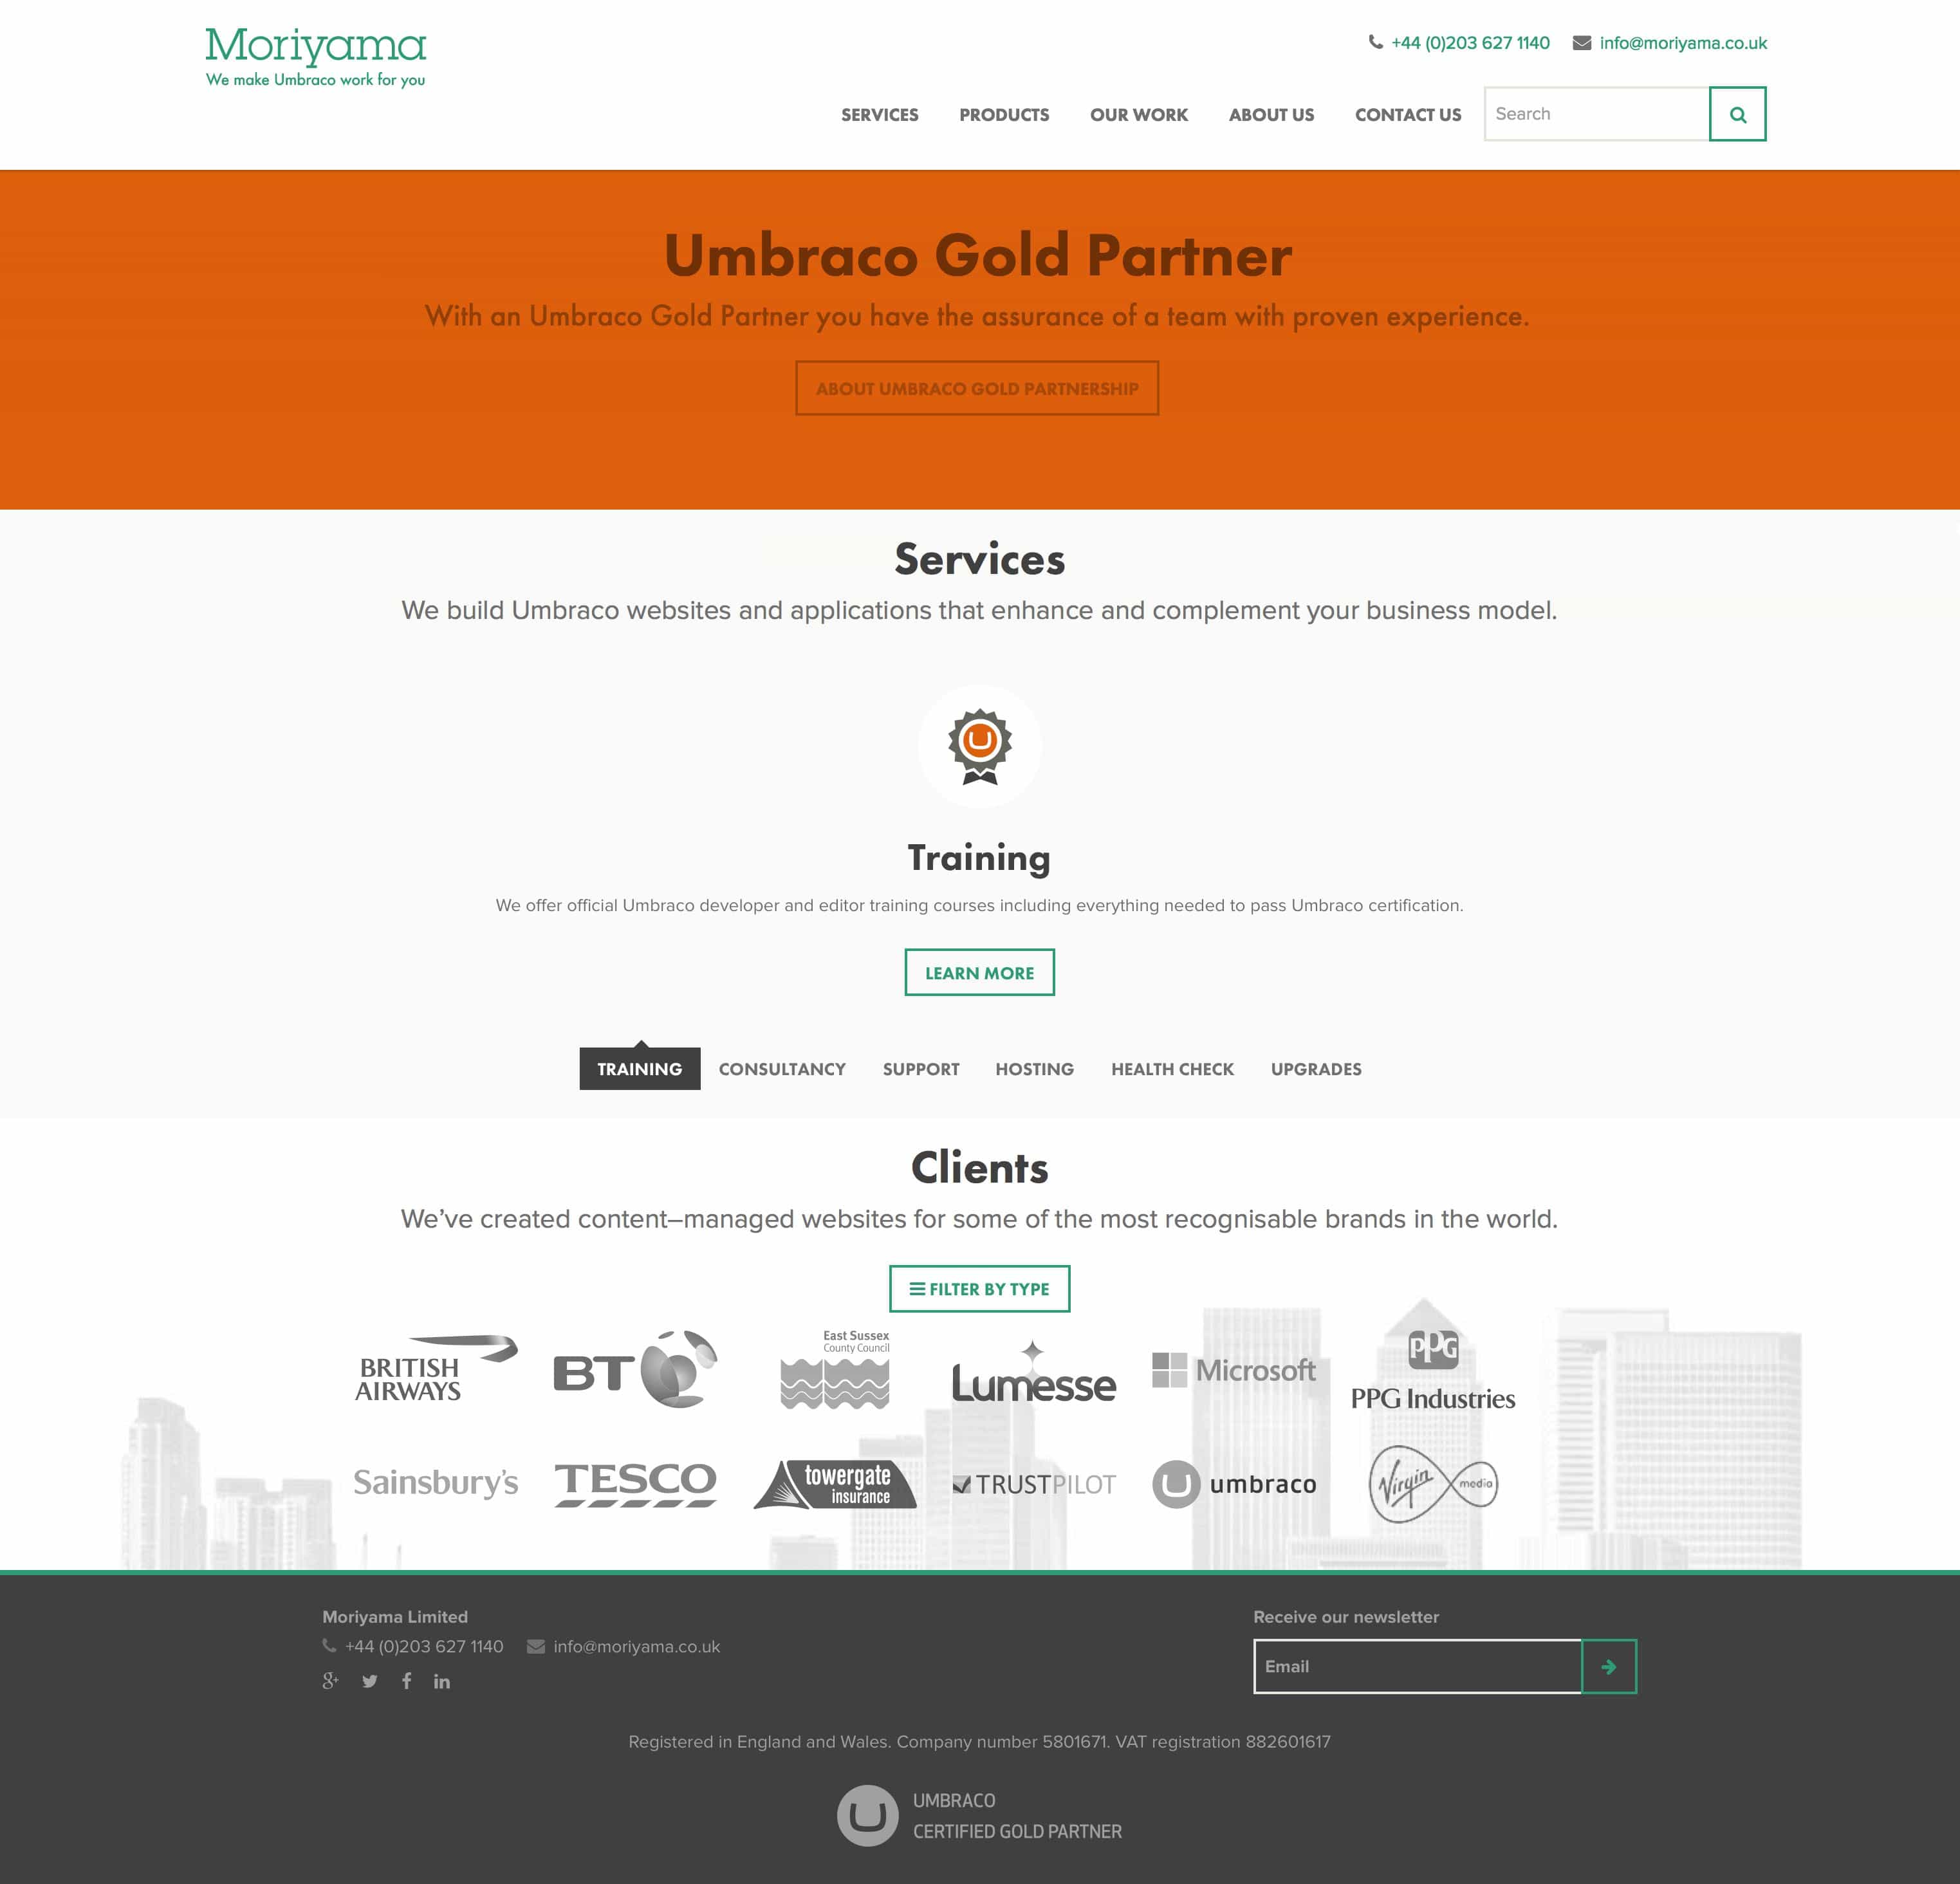 Moriyama
We make Umbraco work for you
+44 (0)203 627 1140 info@moriyama.co.uk
SERVICES PRODUCTS OUR WORK ABOUT US CONTACT US Search
Umbraco Gold Partner
With an Umbraco Gold Partner you have the assurance of a team with proven experience.
ABOUT UMBRACO GOLD PARTNERSHIP
Services
We build Umbraco websites and applications that enhance and complement your business model.
Training
We offer official Umbraco developer and editor training courses including everything needed to pass Umbraco certification.
LEARN MORE
TRAINING CONSULTANCY SUPPORT HOSTING HEALTH CHECK UPGRADES
Clients
We’ve created content–managed websites for some of the most recognisable brands in the world.
FILTER BY TYPE
BRITISH
AIRWAYS
BT
East Sussex
County Council
Lumesse
Microsoft
PPG
PPG Industries
Sainsbury's
TESCO
towergate
insurance
TRUSTPILOT
umbraco
Virgin media
Moriyama Limited
+44 (0)203 627 1140 info@moriyama.co.uk
g+ f in
Receive our newsletter
Email
Registered in England and Wales. Company number 5801671. VAT registration 882601617
UMBRACO
CERTIFIED GOLD PARTNER